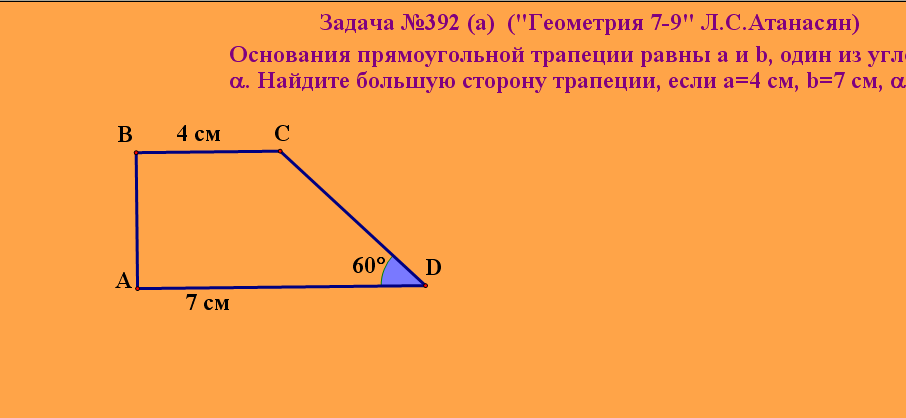 Задача №392 (а) ("Геометрия 7-9" Л.С.Атанасян)
Основания прямоугольной трапеции равны a и b, один из
α. Найдите большую сторону трапеции, если a=4 см, b=7 см, α
B 4 см C
60° D
A
7 см